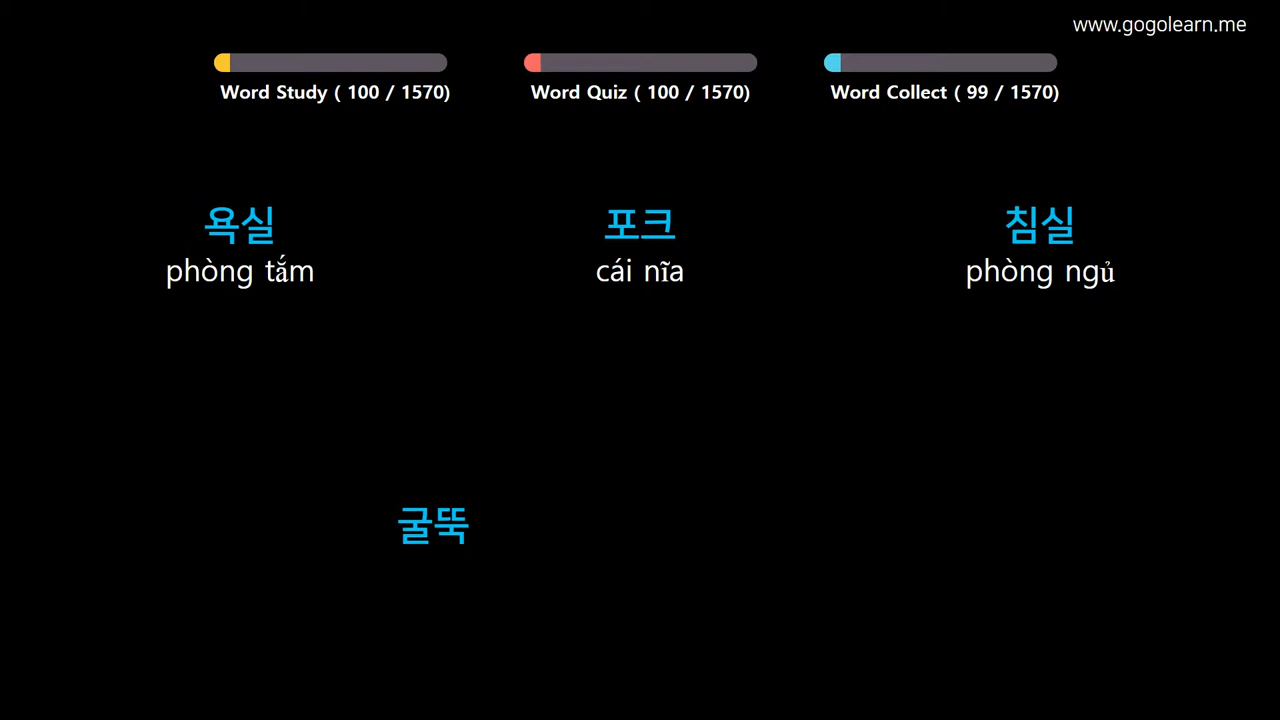 www.gogolearn.me
Word Study ( 100 / 1570)
Word Quiz ( 100 / 1570)
Word Collect ( 99 / 1570)
욕실
phòng tắm
포크
cái nĩa
침실
phòng ngủ
굴뚝